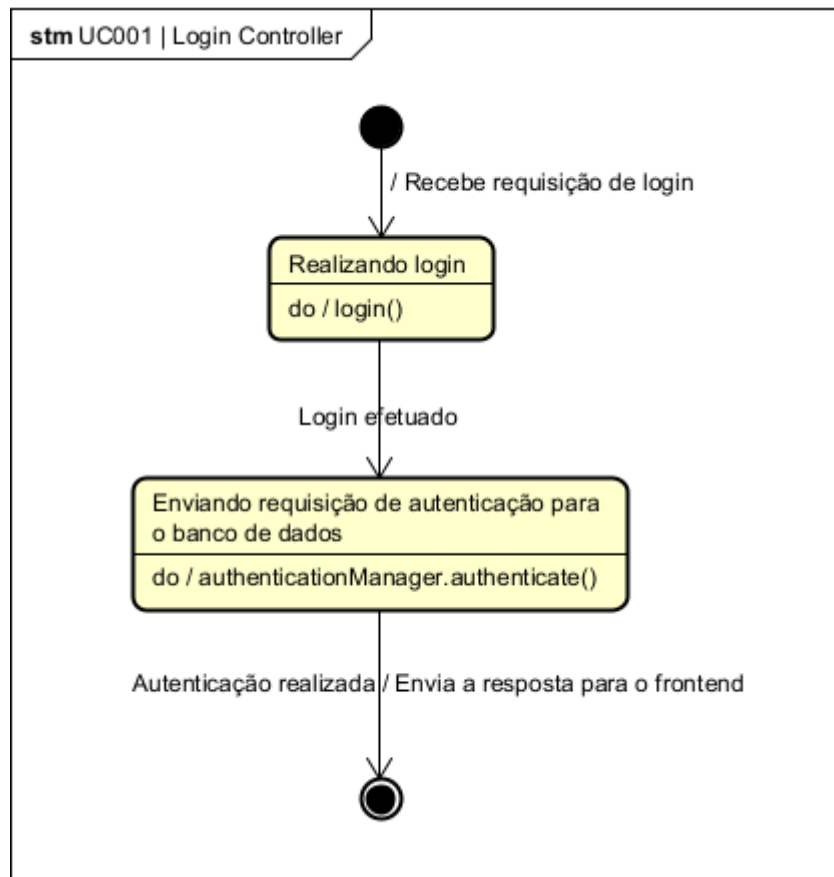 stm UC001 | Login Controller
/ Recebe requisição de login
Realizando login
do / login()
Login efetuado
Enviando requisição de autenticação para
o banco de dados
do / authenticationManager.authenticate()
Autenticação realizada / Envia a resposta para o frontend